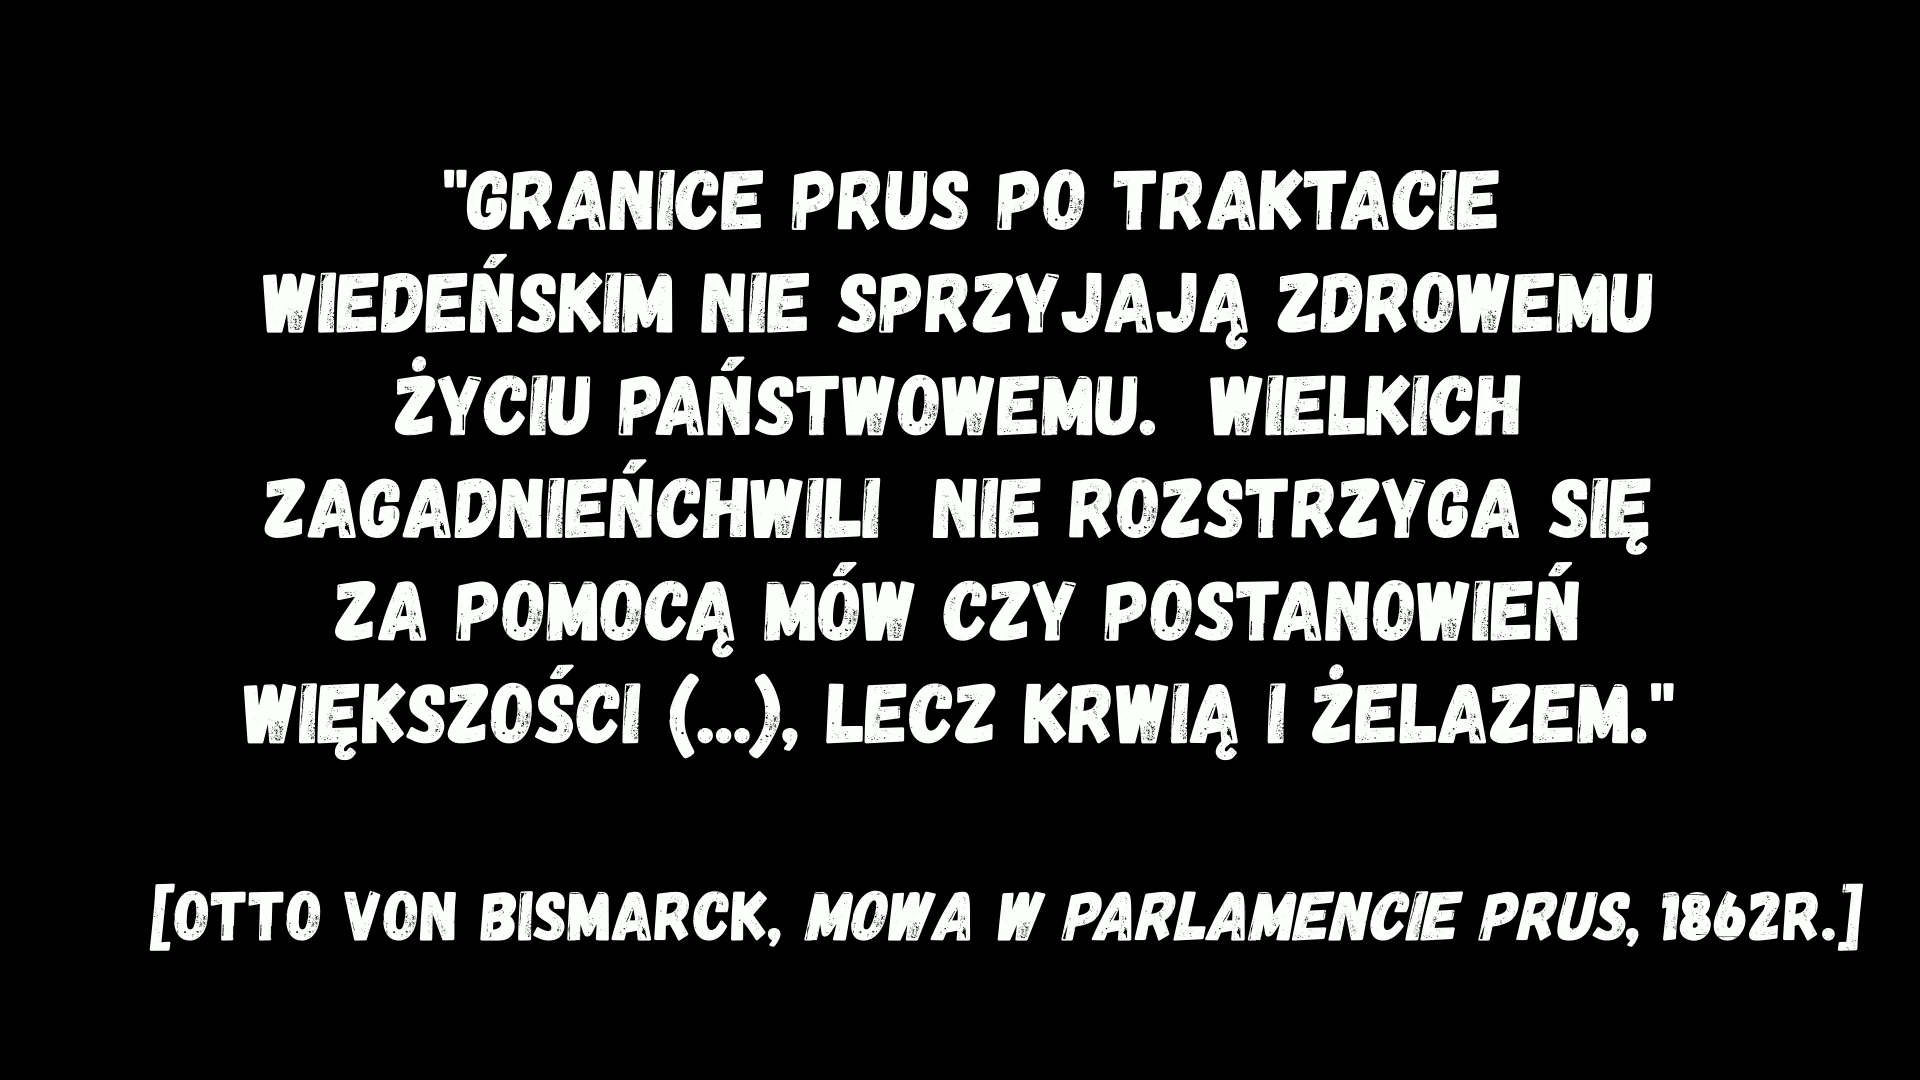 "GRANICE PRUS PO TRAKTACIE
WIEDEŃSKIM NIE SPRZYJAJĄ ZDROWEMU
ŻYCIU PAŃSTWOWEMU.  WIELKICH
ZAGADNIEŃCHWILI  NIE ROZSTRZYGA SIĘ
ZA POMOCĄ MÓW CZY POSTANOWIEŃ
WIĘKSZOŚCI (...), LECZ KRWIĄ I ŻELAZEM."
[OTTO VON BISMARCK, MOWA W PARLAMENCIE PRUS, 1862R.]